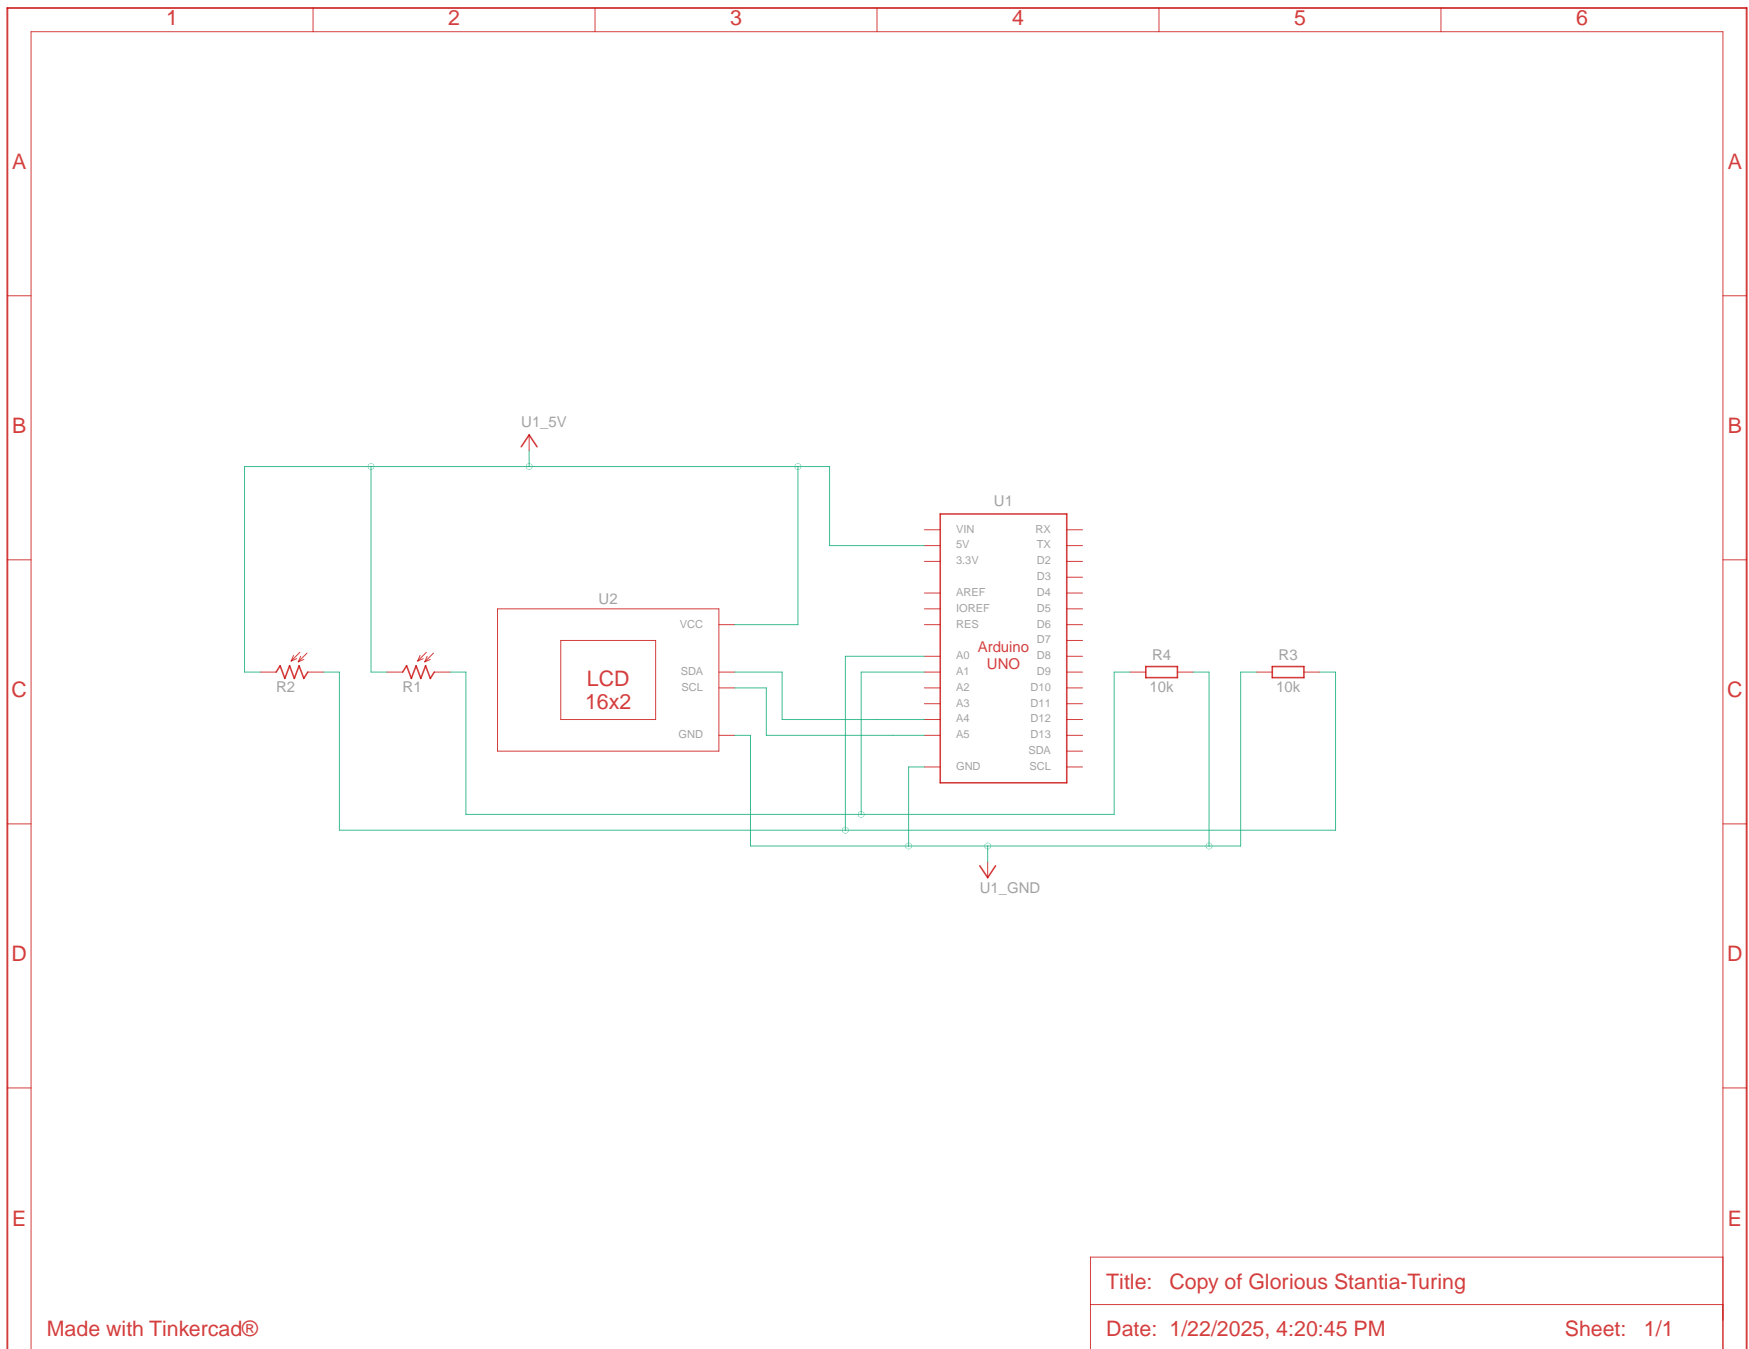 1 2 3 4 5 6
A A
B B
C C
D D
E E
U1_5V
U1
VIN RX
5V TX
3.3V D2
D3
AREF D4
IOREF D5
RES D6
D7
A0 D8
A1 D9
A2 D10
A3 D11
A4 D12
A5 D13
SDA
GND SCL
Arduino
UNO
U2
VCC
SDA
SCL
GND
LCD
16x2
R2
R1
R4
10k
R3
10k
U1_GND
Title: Copy of Glorious Stantia-Turing
Date: 1/22/2025, 4:20:45 PM Sheet: 1/1
Made with Tinkercad®